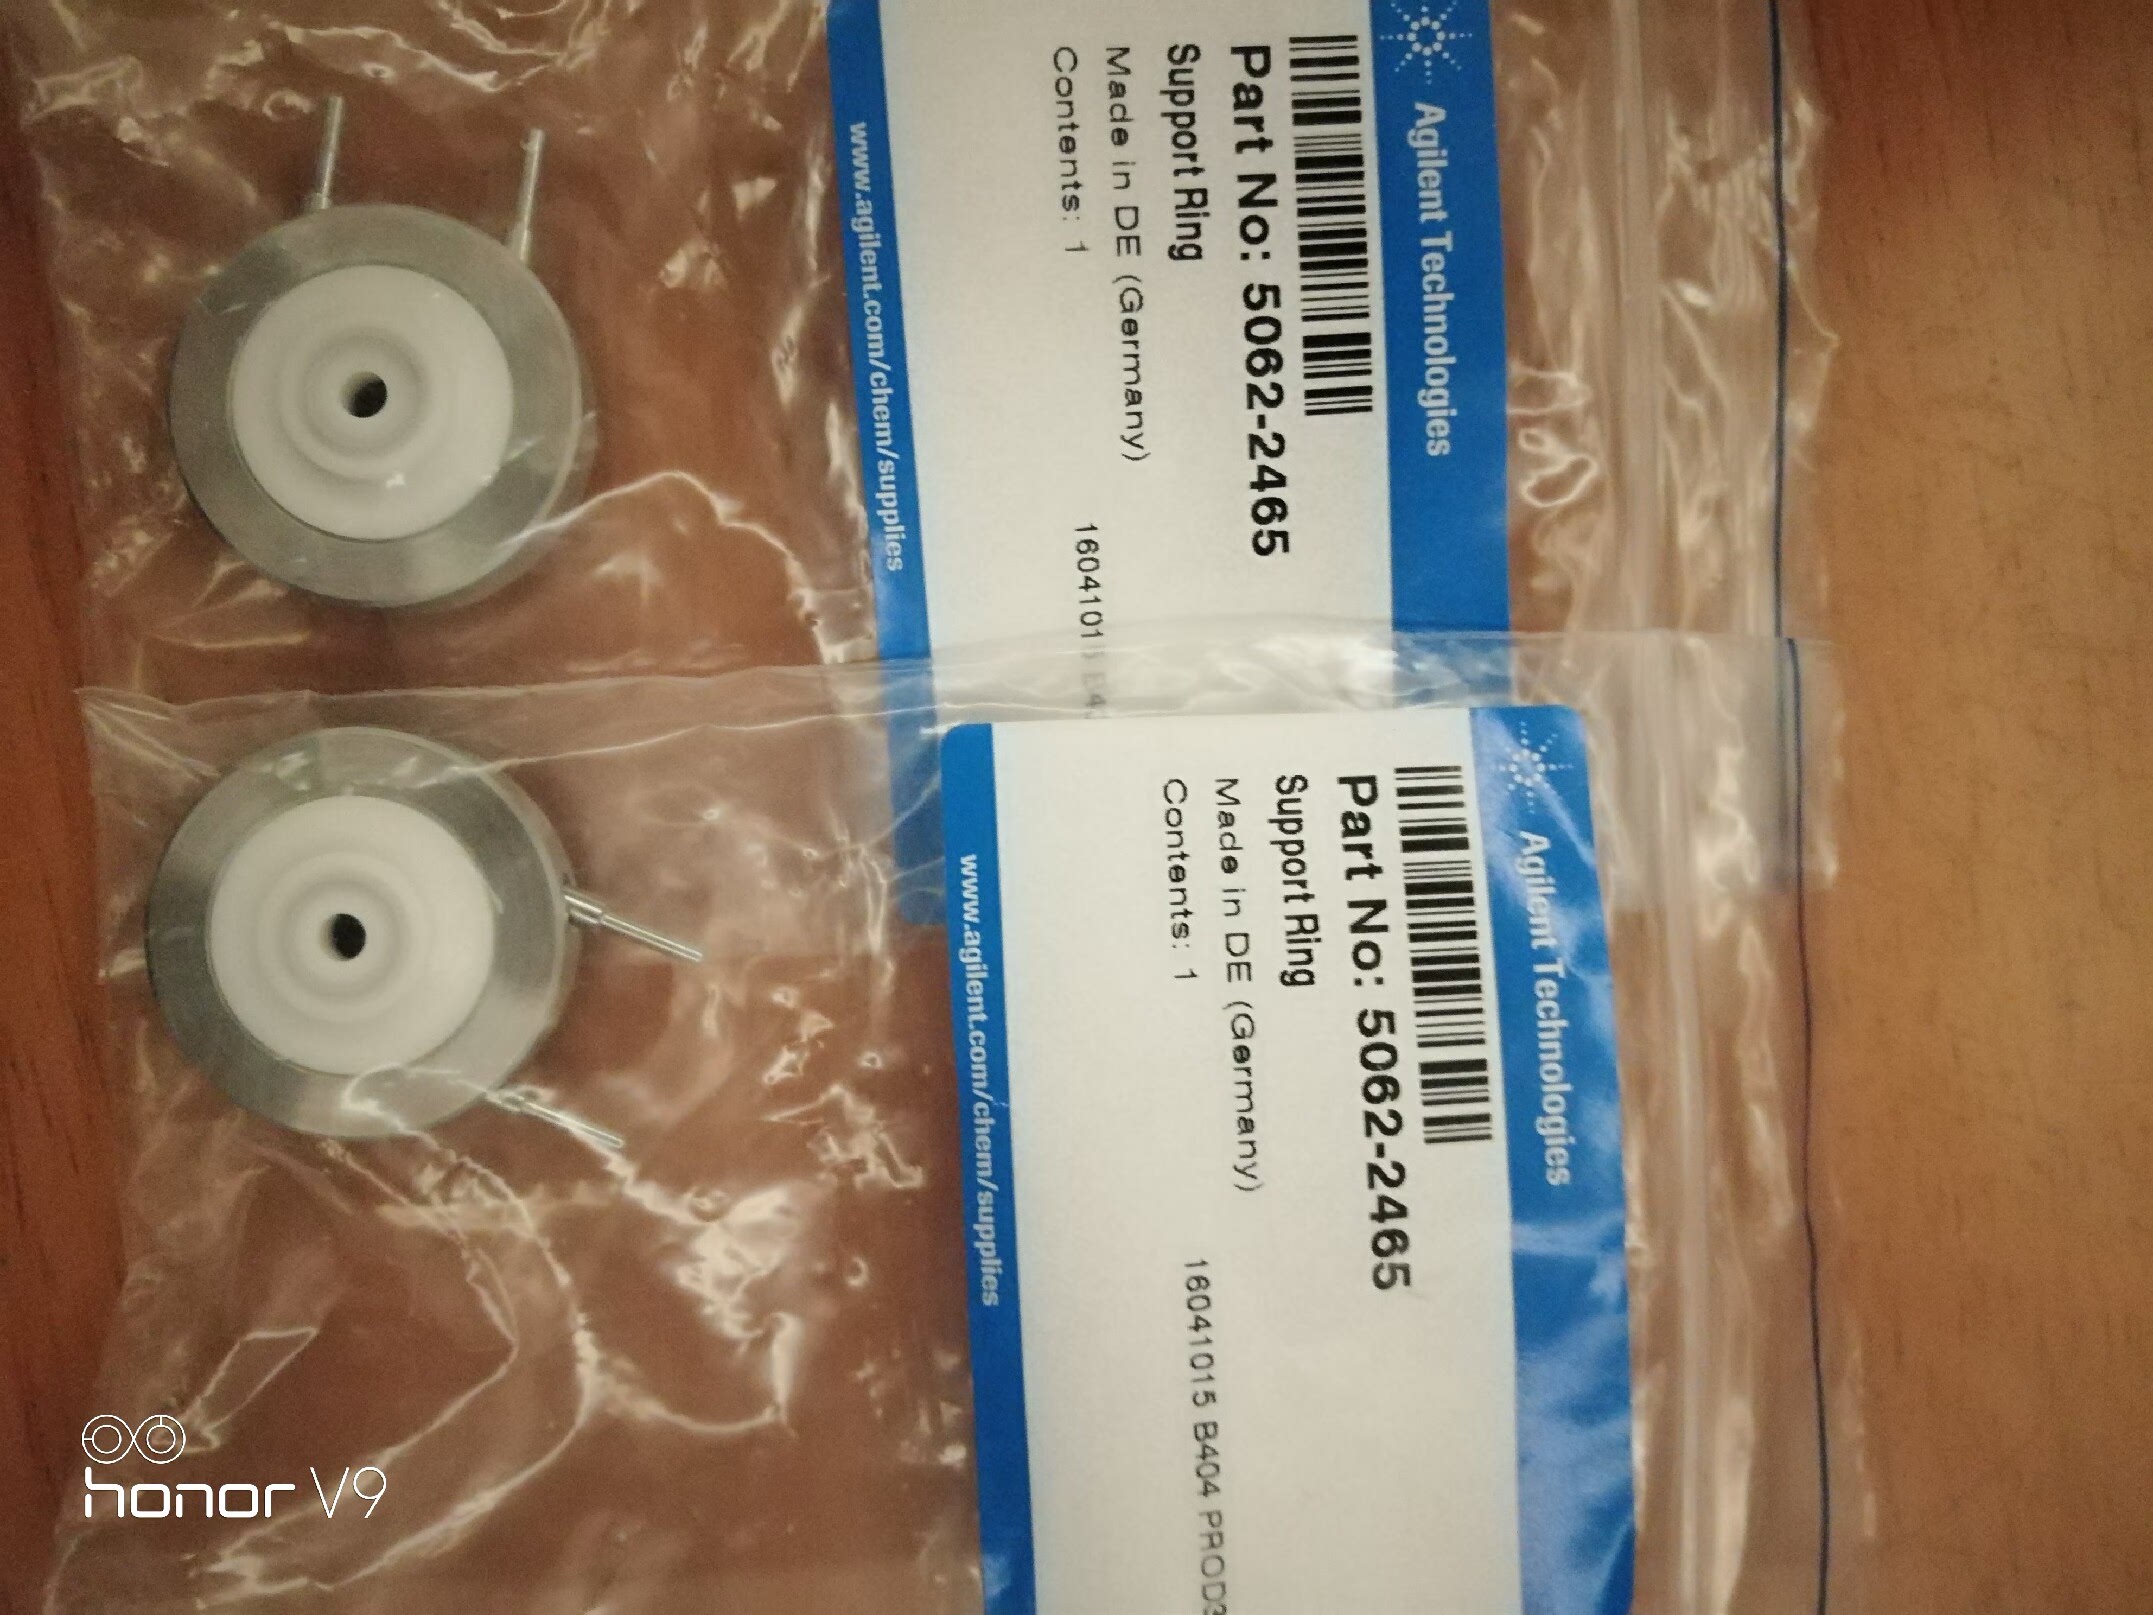 Agilent Technologies
Part No: 5062-2465
Support Ring
Made in DE (Germany)
Contents: 1
1604101
www.agilent.com/chem/supplies
Agilent Technologies
Part No: 5062-2465
Support Ring
Made in DE (Germany)
Contents: 1
16041015 B404 PROD3
www.agilent.com/chem/supplies
honor V9